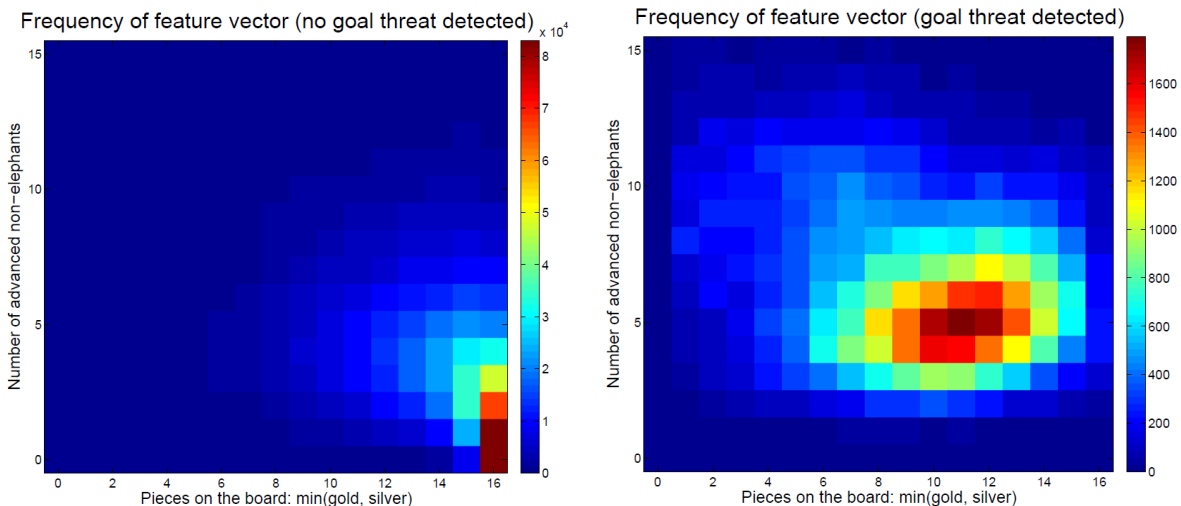 Frequency of feature vector (no goal threat detected)
x 10^4
8
7
6
5
4
3
2
1
0
15
10
5
0
Number of advanced non-elephants
0 2 4 6 8 10 12 14 16
Pieces on the board: min(gold, silver)
Frequency of feature vector (goal threat detected)
1600
1400
1200
1000
800
600
400
200
0
15
10
5
0
Number of advanced non-elephants
0 2 4 6 8 10 12 14 16
Pieces on the board: min(gold, silver)